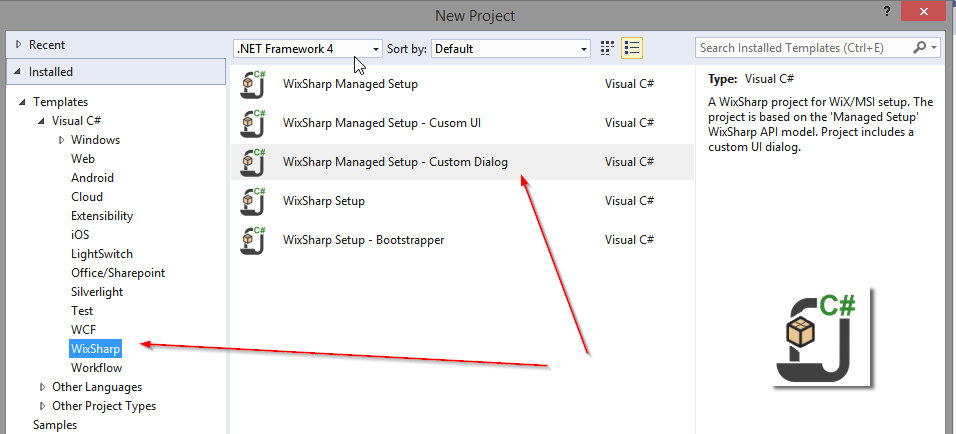 New Project
?
Recent
.NET Framework 4
Sort by:
Default
Search Installed Templates (Ctrl+E)
Installed
Templates
Visual C#
Windows
Web
Android
Cloud
Extensibility
iOS
LightSwitch
Office/Sharepoint
Silverlight
Test
WCF
WixSharp
Workflow
Other Languages
Other Project Types
Samples
C#
WixSharp Managed Setup
Visual C#
C#
WixSharp Managed Setup - Cusom UI
Visual C#
C#
WixSharp Managed Setup - Custom Dialog
Visual C#
C#
WixSharp Setup
Visual C#
C#
WixSharp Setup - Bootstrapper
Visual C#
Type: Visual C#
A WixSharp project for WiX/MSI setup. The
project is based on the 'Managed Setup'
WixSharp API model. Project includes a
custom UI dialog.
C#